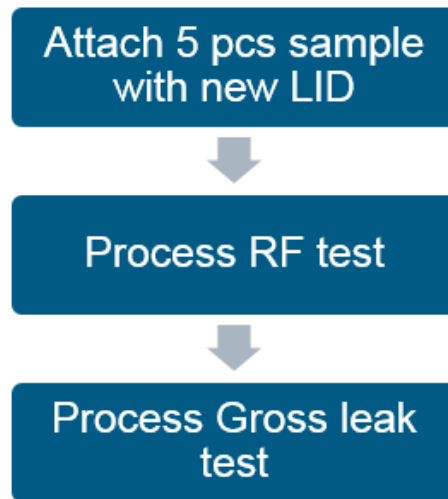 Attach 5 pcs sample
with new LID
Process RF test
Process Gross leak
test